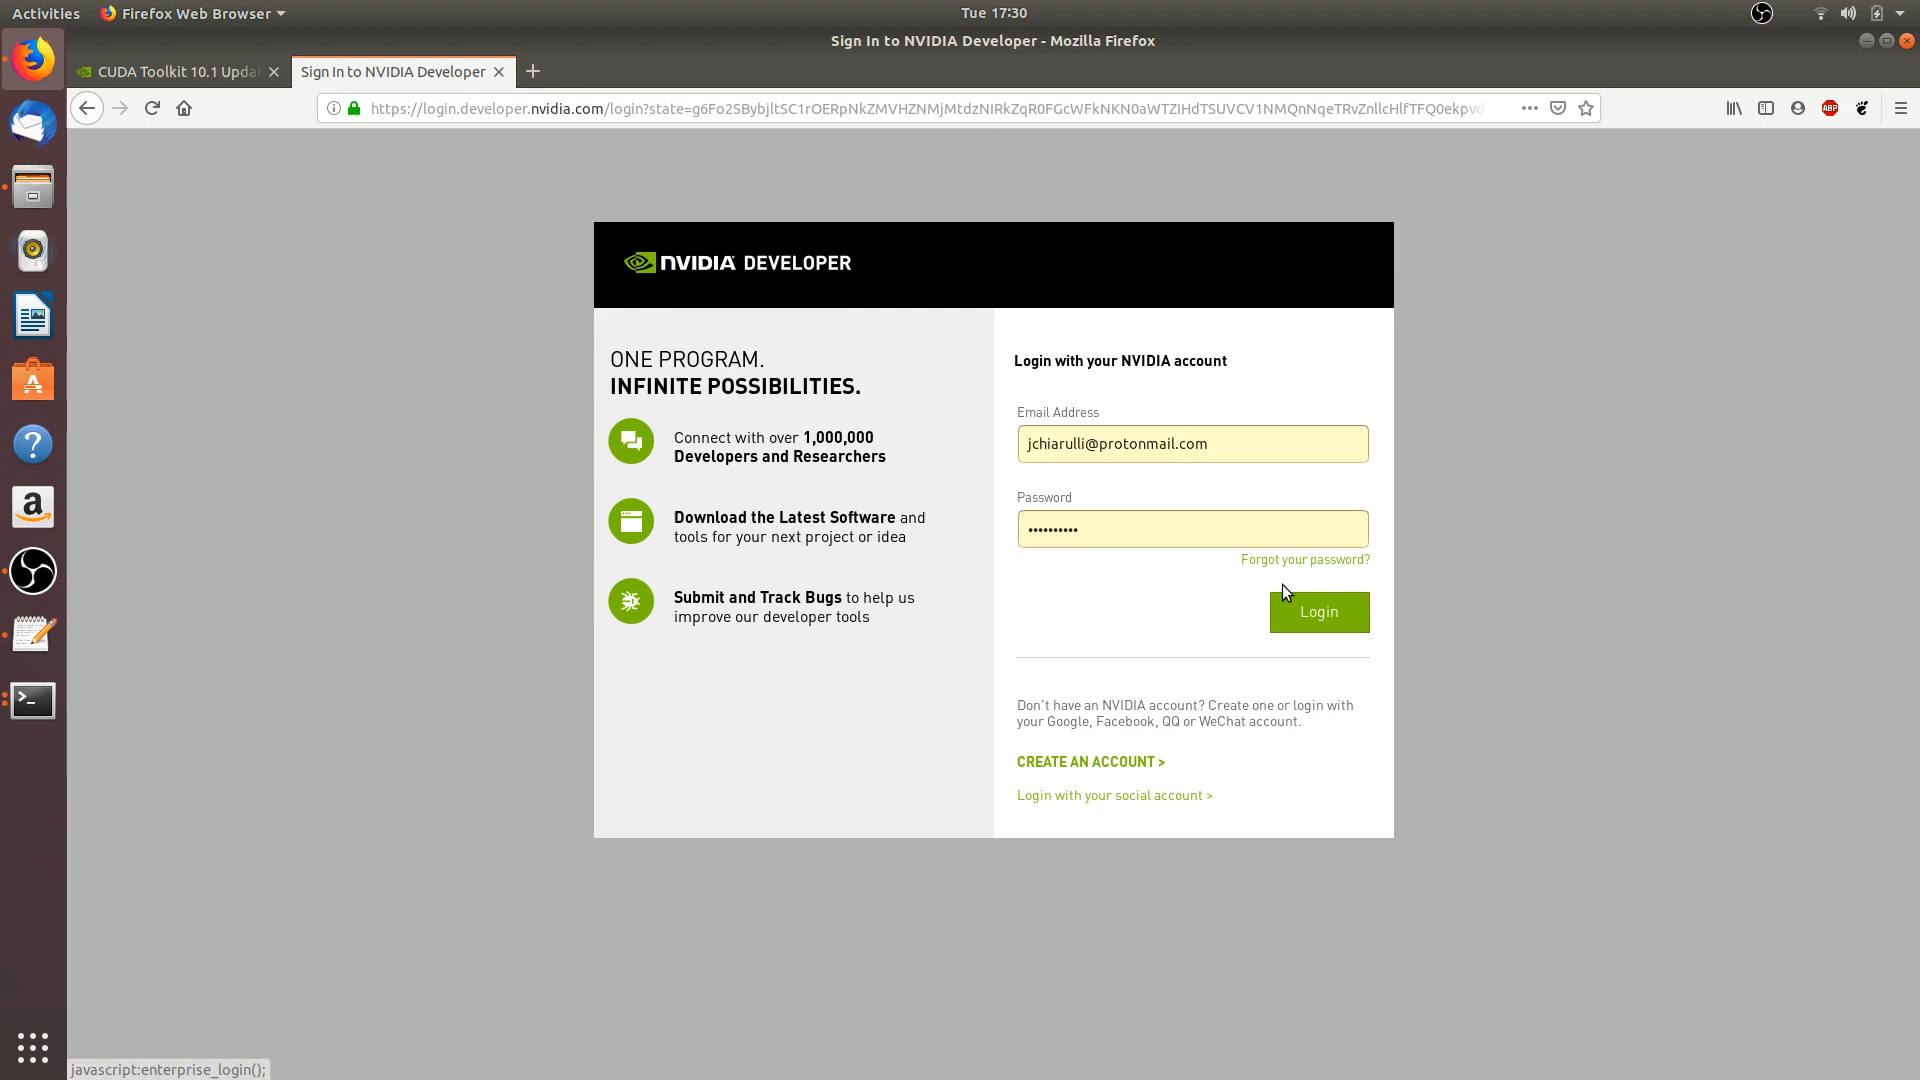 Activities
Firefox Web Browser
Tue 17:30
Sign In to NVIDIA Developer - Mozilla Firefox
CUDA Toolkit 10.1 Upda
Sign In to NVIDIA Developer
https://login.developer.nvidia.com/login?state=
ABP
NVIDIA DEVELOPER
ONE PROGRAM.
INFINITE POSSIBILITIES.
Connect with over 1,000,000
Developers and Researchers
Download the Latest Software and
tools for your next project or idea
Submit and Track Bugs to help us
improve our developer tools
Login with your NVIDIA account
Email Address
jchiarulli@protonmail.com
Password
••••••••••
Forgot your password?
Login
Don't have an NVIDIA account? Create one or login with
your Google, Facebook, QQ or WeChat account.
CREATE AN ACCOUNT >
Login with your social account >
javascript:enterprise_login();